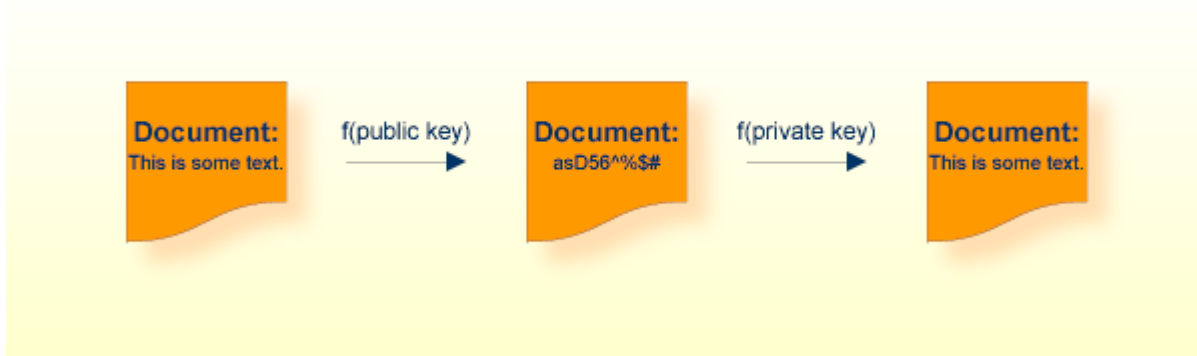 Document:
This is some text.
f(public key)
Document:
asD56^%$#
f(private key)
Document:
This is some text.